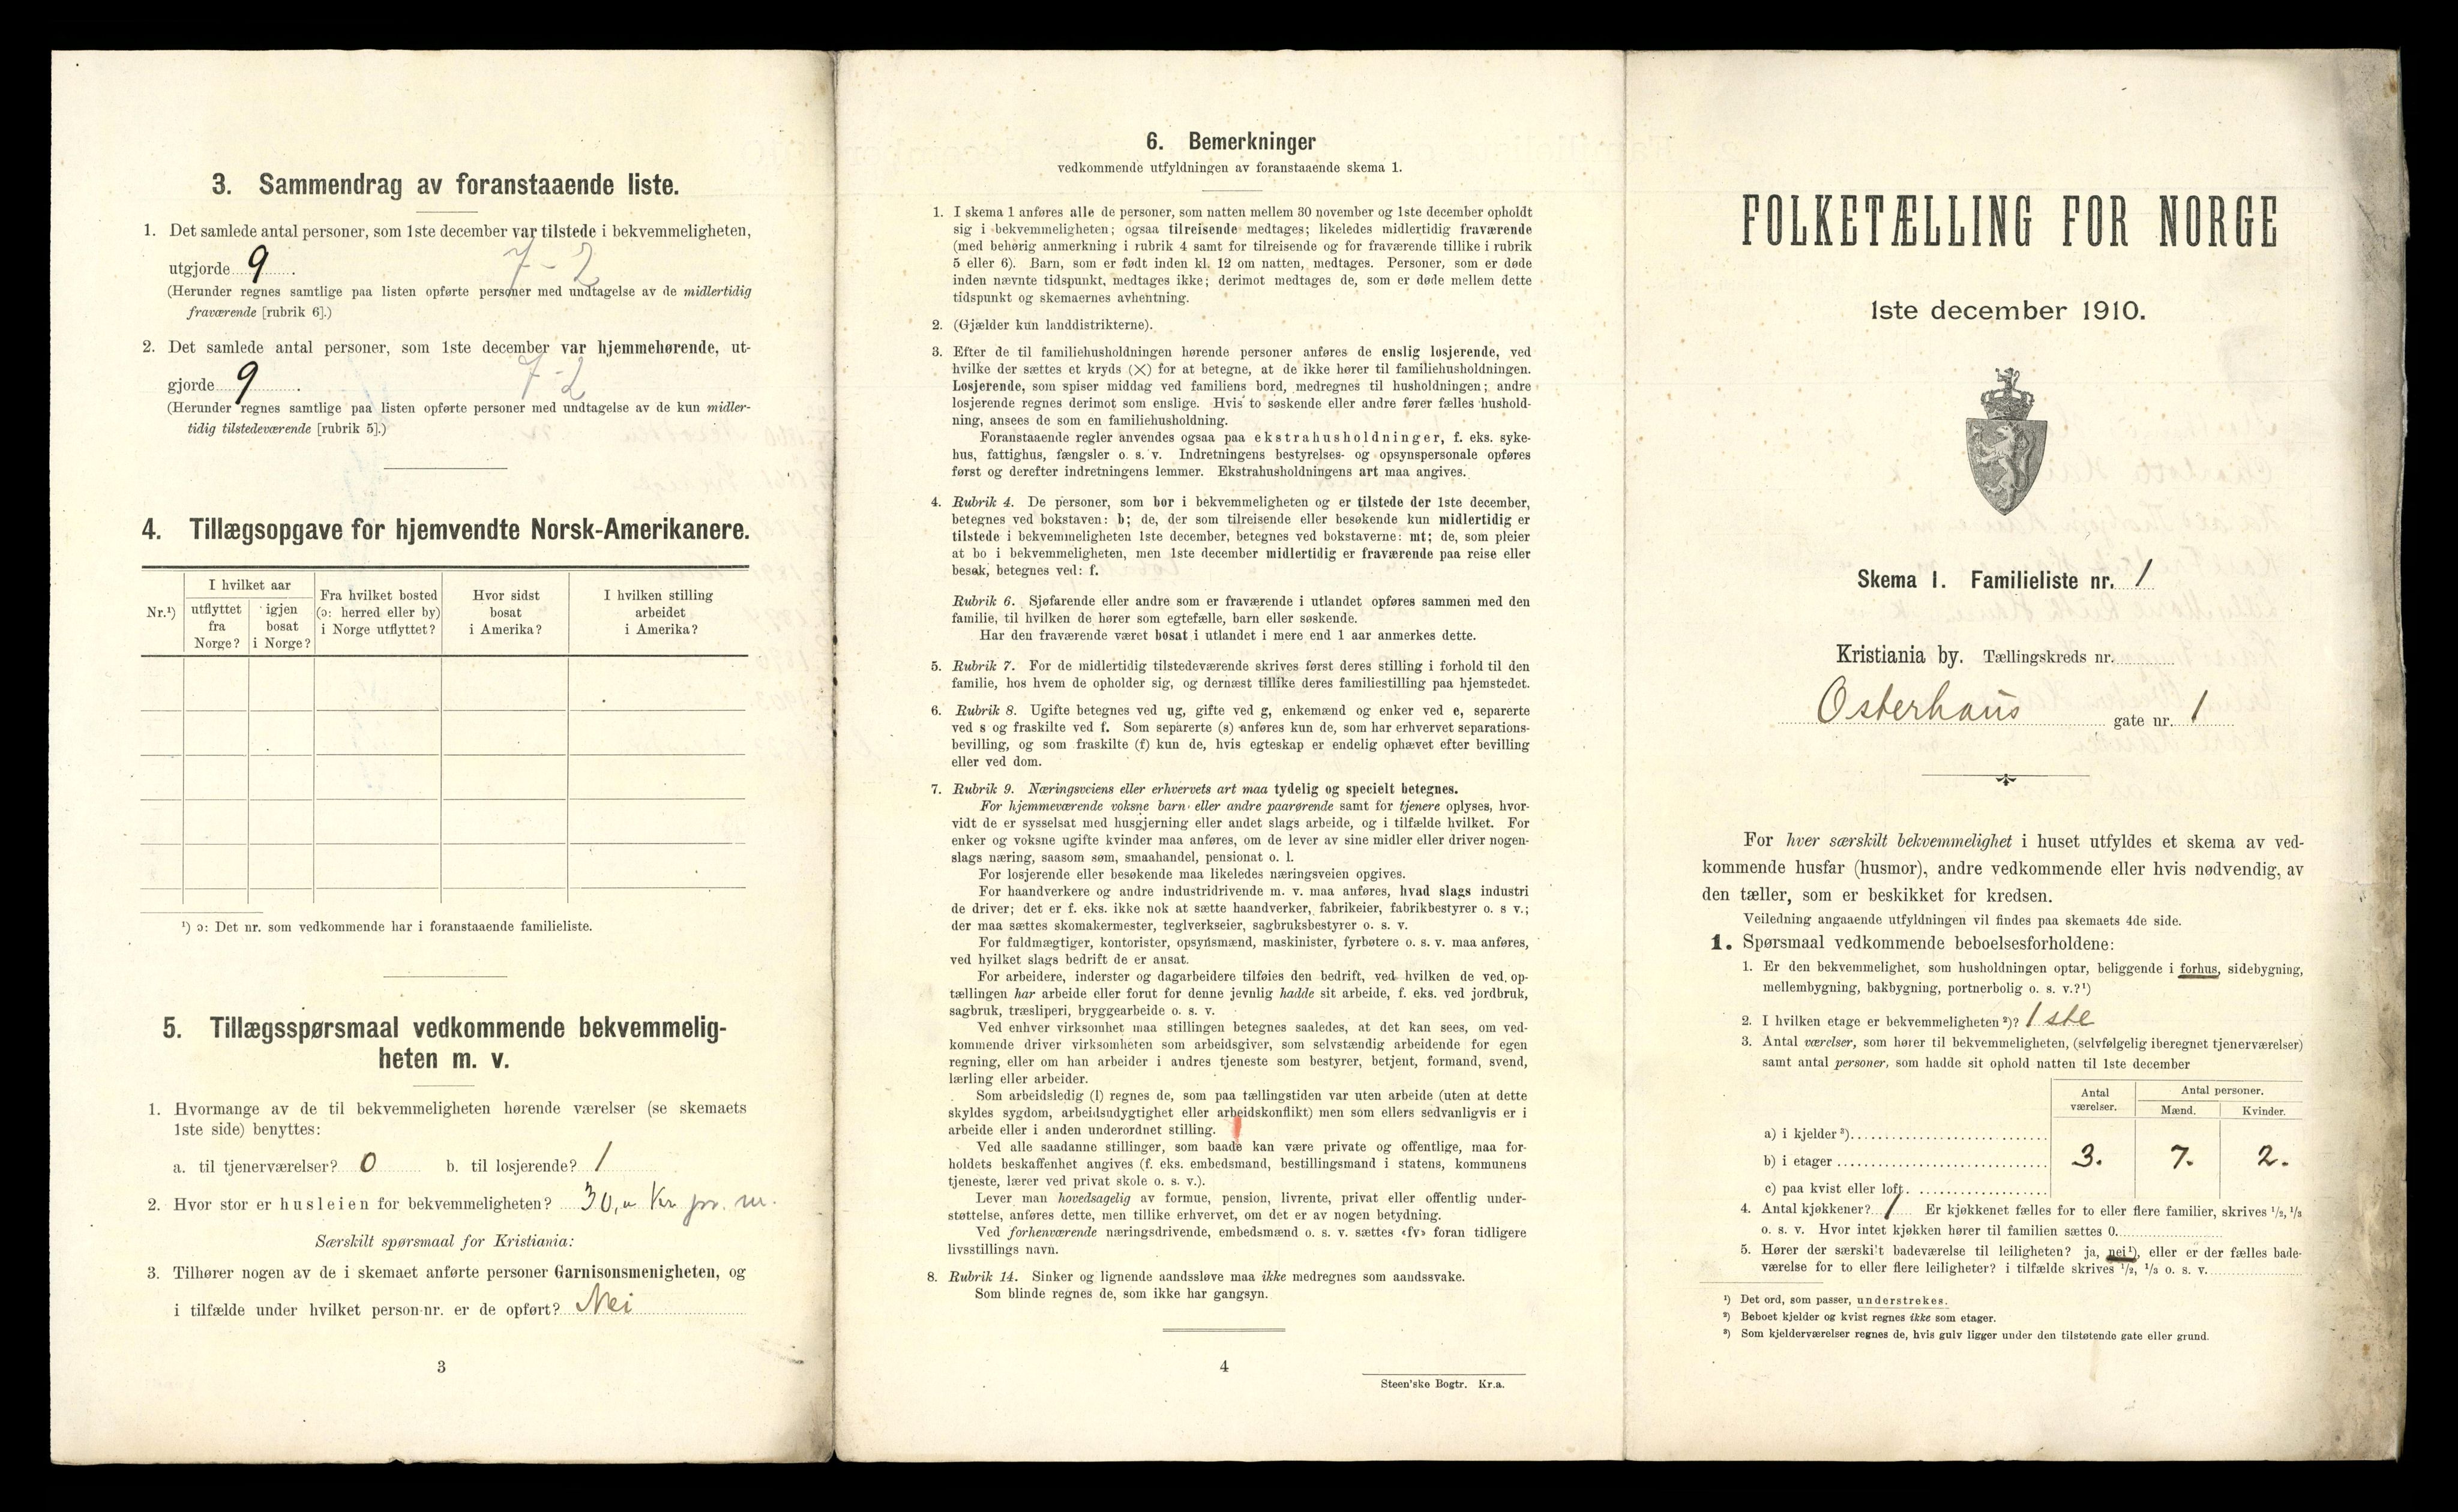 3. Sammendrag av foranstaaende liste.
1. Det samlede antal personer, som 1ste december var tilstede i bekvemmeligheten,
utgjorde 9.
7 - 2
(Herunder regnes samtlige paa listen opførte personer med undtagelse av de midlertidig
fraværende [rubrik 6].)
2. Det samlede antal personer, som 1ste december var hjemmehørende, ut-
gjorde 9.
7 - 2
(Herunder regnes samtlige paa listen opførte personer med undtagelse av de kun midler-
tidig tilstedeværende [rubrik 5].)
4. Tillægsopgave for hjemvendte Norsk-Amerikanere.
Nr.¹)
I hvilket aar
utflyttet fra Norge?
igjen bosat i Norge?
Fra hvilket bosted (ɔ: herred eller by) i Norge utflyttet?
Hvor sidst bosat i Amerika?
I hvilken stilling arbeidet i Amerika?
¹) ɔ: Det nr. som vedkommende har i foranstaaende familieliste.
5. Tillægsspørsmaal vedkommende bekvemmelig-
heten m. v.
1. Hvormange av de til bekvemmeligheten hørende værelser (se skemaets
1ste side) benyttes:
a. til tjenerværelser? 0 b. til losjerende? 1
2. Hvor stor er husleien for bekvemmeligheten? 30,„ Kr pr. m.
Særskilt spørsmaal for Kristiania:
3. Tilhører nogen av de i skemaet anførte personer Garnisonsmenigheten, og
i tilfælde under hvilket person-nr. er de opført? Nei
3
6. Bemerkninger
vedkommende utfyldningen av foranstaaende skema 1.
1. I skema 1 anføres alle de personer, som natten mellem 30 november og 1ste december opholdt
sig i bekvemmeligheten; ogsaa tilreisende medtages; likeledes midlertidig fraværende
(med behørig anmerkning i rubrik 4 samt for tilreisende og for fraværende tillike i rubrik
5 eller 6). Barn, som er født inden kl. 12 om natten, medtages. Personer, som er døde
inden nævnte tidspunkt, medtages ikke; derimot medtages de, som er døde mellem dette
tidspunkt og skemaernes avhentning.
2. (Gjælder kun landdistrikterne).
3. Efter de til familiehusholdningen hørende personer anføres de enslig losjerende, ved
hvilke der sættes et kryds (×) for at betegne, at de ikke hører til familiehusholdningen.
Losjerende, som spiser middag ved familiens bord, medregnes til husholdningen; andre
losjerende regnes derimot som enslige. Hvis to søskende eller andre fører fælles hushold-
ning, ansees de som en familiehusholdning.
Foranstaaende regler anvendes ogsaa paa ekstrahusholdninger, f. eks. syke-
hus, fattighus, fængsler o. s. v. Indretningens bestyrelses- og opsynspersonale opføres
først og derefter indretningens lemmer. Ekstrahusholdningens art maa angives.
4. Rubrik 4. De personer, som bor i bekvemmeligheten og er tilstede der 1ste december,
betegnes ved bokstaven: b; de, der som tilreisende eller besøkende kun midlertidig er
tilstede i bekvemmeligheten 1ste december, betegnes ved bokstaverne: mt; de, som pleier
at bo i bekvemmeligheten, men 1ste december midlertidig er fraværende paa reise eller
besøk, betegnes ved: f.
Rubrik 6. Sjøfarende eller andre som er fraværende i utlandet opføres sammen med den
familie, til hvilken de hører som egtefælle, barn eller søskende.
Har den fraværende været bosat i utlandet i mere end 1 aar anmerkes dette.
5. Rubrik 7. For de midlertidig tilstedeværende skrives først deres stilling i forhold til den
familie, hos hvem de opholder sig, og dernæst tillike deres familiestilling paa hjemstedet.
6. Rubrik 8. Ugifte betegnes ved ug, gifte ved g, enkemænd og enker ved e, separerte
ved s og fraskilte ved f. Som separerte (s) anføres kun de, som har erhvervet separations-
bevilling, og som fraskilte (f) kun de, hvis egteskap er endelig ophævet efter bevilling
eller ved dom.
7. Rubrik 9. Næringsveiens eller erhvervets art maa tydelig og specielt betegnes.
For hjemmeværende voksne barn eller andre paarørende samt for tjenere oplyses, hvor-
vidt de er sysselsat med husgjerning eller andet slags arbeide, og i tilfælde hvilket. For
enker og voksne ugifte kvinder maa anføres, om de lever av sine midler eller driver nogen-
slags næring, saasom søm, smaahandel, pensionat o. l.
For losjerende eller besøkende maa likeledes næringsveien opgives.
For haandverkere og andre industridrivende m. v. maa anføres, hvad slags industri
de driver; det er f. eks. ikke nok at sætte haandverker, fabrikeier, fabrikbestyrer o. s v.;
der maa sættes skomakermester, teglverkseier, sagbruksbestyrer o. s. v.
For fuldmægtiger, kontorister, opsynsmænd, maskinister, fyrbøtere o. s. v. maa anføres,
ved hvilket slags bedrift de er ansat.
For arbeidere, inderster og dagarbeidere tilføies den bedrift, ved hvilken de ved op-
tællingen har arbeide eller forut for denne jevnlig hadde sit arbeide, f. eks. ved jordbruk,
sagbruk, træsliperi, bryggearbeide o. s. v.
Ved enhver virksomhet maa stillingen betegnes saaledes, at det kan sees, om ved-
kommende driver virksomheten som arbeidsgiver, som selvstændig arbeidende for egen
regning, eller om han arbeider i andres tjeneste som bestyrer, betjent, formand, svend,
lærling eller arbeider.
Som arbeidsledig (l) regnes de, som paa tællingstiden var uten arbeide (uten at dette
skyldes sygdom, arbeidsudygtighet eller arbeidskonflikt) men som ellers sedvanligvis er i
arbeide eller i anden underordnet stilling.
Ved alle saadanne stillinger, som baade kan være private og offentlige, maa for-
holdets beskaffenhet angives (f. eks. embedsmand, bestillingsmand i statens, kommunens
tjeneste, lærer ved privat skole o. s. v.).
Lever man hovedsagelig av formue, pension, livrente, privat eller offentlig under-
støttelse, anføres dette, men tillike erhvervet, om det er av nogen betydning.
Ved forhenværende næringsdrivende, embedsmænd o. s. v. sættes «fv» foran tidligere
livsstillings navn.
8. Rubrik 14. Sinker og lignende aandssløve maa ikke medregnes som aandssvake.
Som blinde regnes de, som ikke har gangsyn.
4
Steen'ske Bogtr. Kr.a.
FOLKETÆLLING FOR NORGE
1ste december 1910.
Skema 1. Familieliste nr. 1
Kristiania by. Tællingskreds nr.
Osterhaus gate nr. 1
For hver særskilt bekvemmelighet i huset utfyldes et skema av ved-
kommende husfar (husmor), andre vedkommende eller hvis nødvendig, av
den tæller, som er beskikket for kredsen.
Veiledning angaaende utfyldningen vil findes paa skemaets 4de side.
1. Spørsmaal vedkommende beboelsesforholdene:
1. Er den bekvemmelighet, som husholdningen optar, beliggende i forhus, sidebygning,
mellembygning, bakbygning, portnerbolig o. s. v.?¹)
2. I hvilken etage er bekvemmeligheten²)? 1ste
3. Antal værelser, som hører til bekvemmeligheten, (selvfølgelig iberegnet tjenerværelser)
samt antal personer, som hadde sit ophold natten til 1ste december
Antal værelser.
Antal personer.
Mænd. Kvinder.
a) i kjelder³)
b) i etager 3. 7. 2.
c) paa kvist eller loft
4. Antal kjøkkener? 1 Er kjøkkenet fælles for to eller flere familier, skrives ¹/₂, ¹/₃
o. s. v. Hvor intet kjøkken hører til familien sættes 0.
5. Hører der særski't badeværelse til leiligheten? ja, nei¹), eller er der fælles bade-
værelse for to eller flere leiligheter? i tilfælde skrives ¹/₂, ¹/₃ o. s. v.
¹) Det ord, som passer, understrekes.
²) Beboet kjelder og kvist regnes ikke som etager.
³) Som kjelderværelser regnes de, hvis gulv ligger under den tilstøtende gate eller grund.